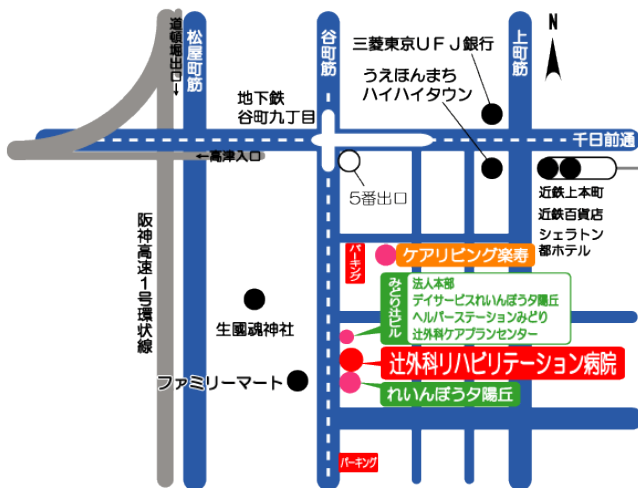 道頓堀出口→
松屋町筋
谷町筋
上町筋
三菱東京UFJ銀行
N
うえほんまち
ハイハイタウン
地下鉄
谷町九丁目
千日前通
←高津入口
5番出口
近鉄上本町
近鉄百貨店
シェラトン
都ホテル
阪神高速1号環状線
パーキング
ケアリビング楽寿
みどり辻ビル
法人本部
デイサービスれいんぼう夕陽丘
ヘルパーステーションみどり
辻外科ケアプランセンター
生國魂神社
辻外科リハビリテーション病院
ファミリーマート
れいんぼう夕陽丘
パーキング